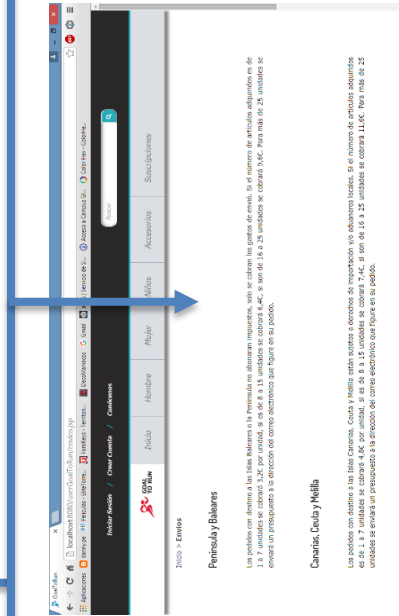 GoalToRun
localhost:8080/userGoalToRun/envios.jsp
Aplicaciones
Gmail
Iniciar Sesión / Crear Cuenta / Conócenos
Buscar
GOAL TO RUN
Inicio
Hombre
Mujer
Niños
Accesorios
Suscripciones
Inicio > Envíos
Península y Baleares
Los pedidos con destino a las Islas Baleares o la Península no abonaran impuestos, solo se cobran los gastos de envió. Si el número de artículos adquiridos es de
1 a 7 unidades se cobrará 3,2€ por unidad, si es de 8 a 15 unidades se cobrará 6,4€, si son de 16 a 25 unidades se cobrará 9,6€. Para más de 25 unidades se
enviará un presupuesto a la dirección del correo electrónico que figure en su pedido.
Canarias, Ceuta y Melilla
Los pedidos con destino a las Islas Canarias, Ceuta y Melilla están sujetos a derechos de importación y/o aduaneros locales. Si el número de artículos adquiridos
es de 1 a 7 unidades se cobrará 4,8€ por unidad, si es de 8 a 15 unidades se cobrará 7,4€, si son de 16 a 25 unidades se cobrará 11,6€. Para más de 25
unidades se enviará un presupuesto a la dirección del correo electrónico que figure en su pedido.